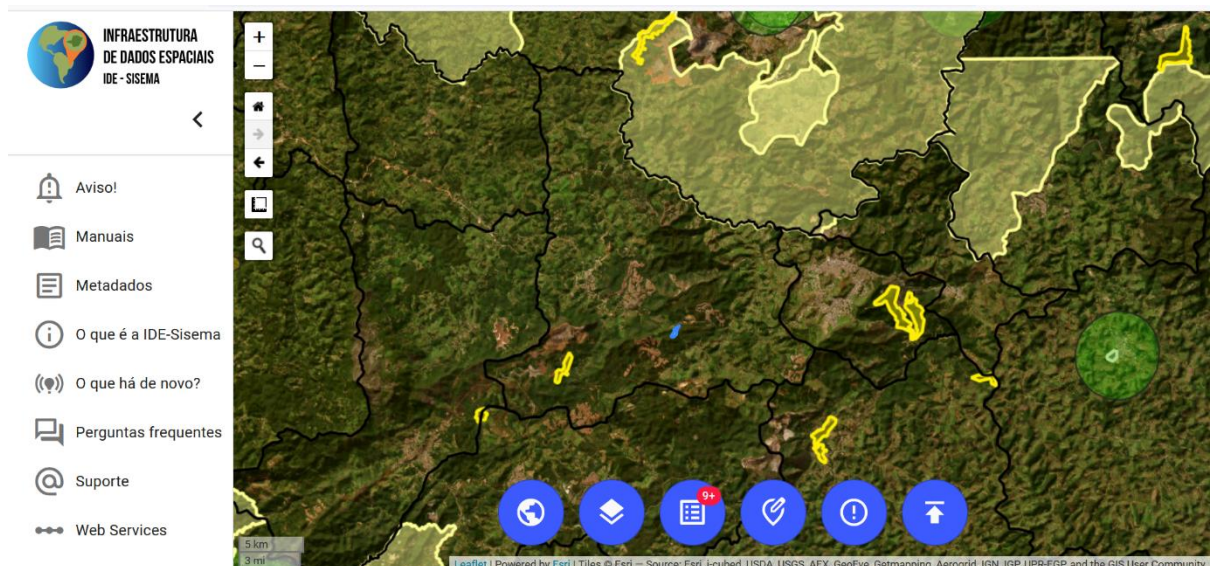 INFRAESTRUTURA
DE DADOS ESPACIAIS
IDE - SISEMA
Aviso!
Manuais
Metadados
O que é a IDE-Sisema
O que há de novo?
Perguntas frequentes
Suporte
Web Services
+
−
9+
5 km
3 mi
Leaflet | Powered by Esri | Tiles © Esri — Source: Esri, i-cubed, USDA, USGS, AEX, GeoEye, Getmapping, Aerogrid, IGN, IGP, UPR-EGP, and the GIS User Community